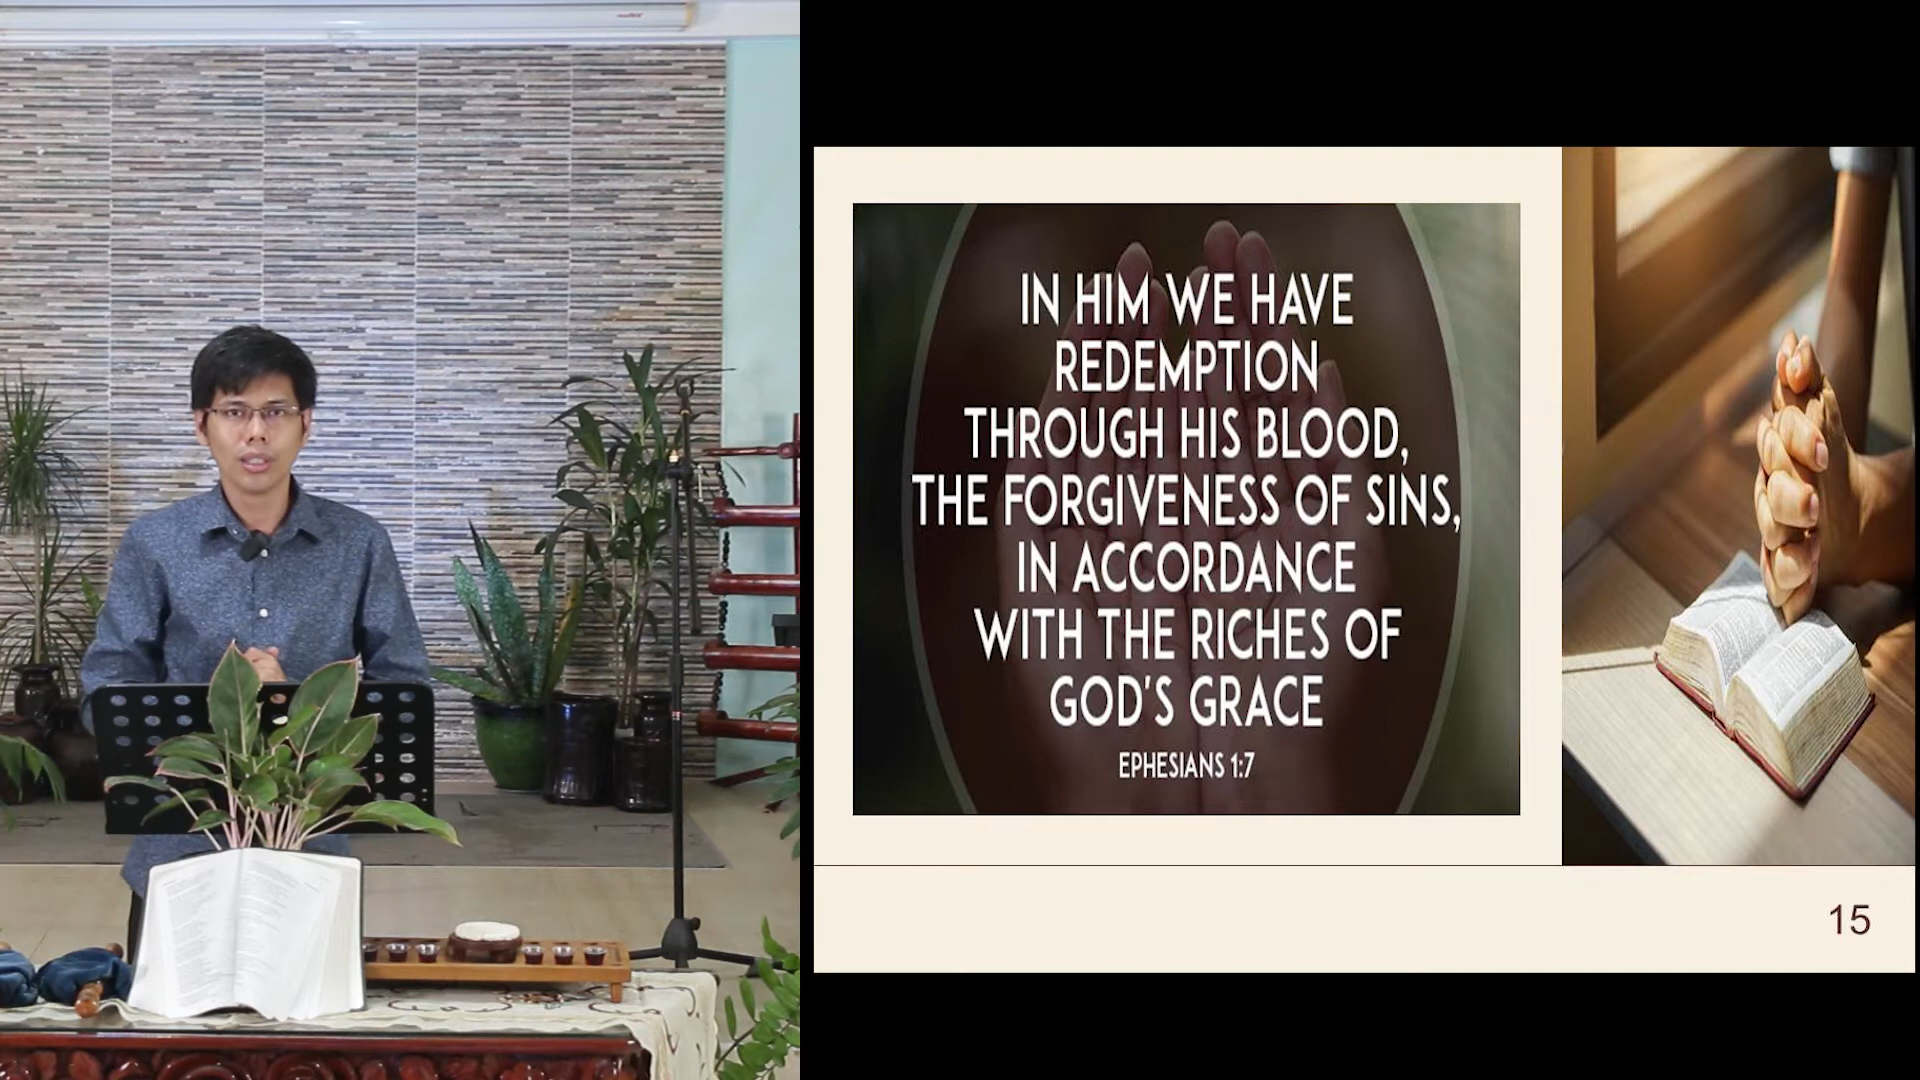 IN HIM WE HAVE
REDEMPTION
THROUGH HIS BLOOD,
THE FORGIVENESS OF SINS,
IN ACCORDANCE
WITH THE RICHES OF
GOD'S GRACE
EPHESIANS 1:7
15